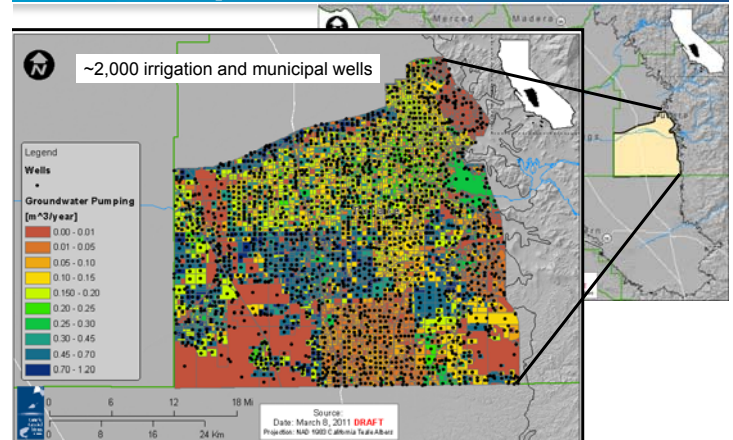 Merced
Madera
N
~2,000 irrigation and municipal wells
Legend
Wells
Groundwater Pumping
[m^3/year]
0.00 - 0.01
0.01 - 0.05
0.05 - 0.10
0.10 - 0.15
0.150 - 0.20
0.20 - 0.25
0.25 - 0.30
0.30 - 0.45
0.45 - 0.70
0.70 - 1.20
0 6 12 18 Mi
0 8 16 24 Km
Source:
Date: March 8, 2011 DRAFT
Projection: NAD 1983 California Teale Albers